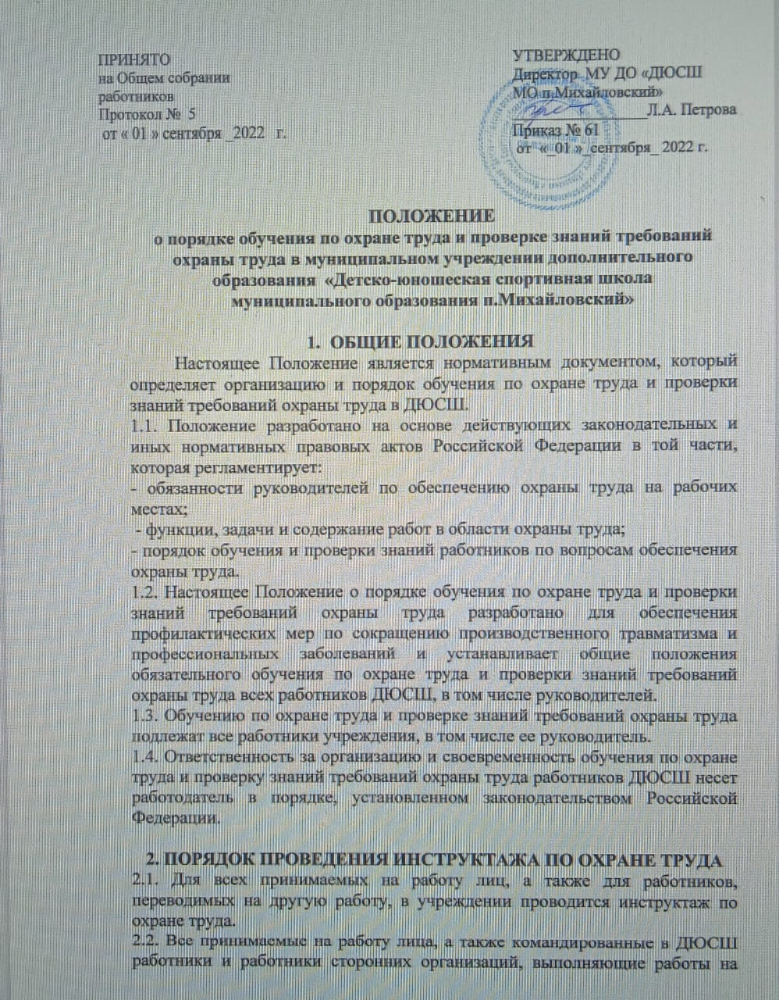 ПРИНЯТО
на Общем собрании
работников
Протокол № 5
от « 01 » сентября _2022 г.
УТВЕРЖДЕНО
Директор МУ ДО «ДЮСШ
МО п.Михайловский»
________________Л.А. Петрова
Приказ № 61
от «_01 »_сентября_ 2022 г.
ПОЛОЖЕНИЕ
о порядке обучения по охране труда и проверке знаний требований
охраны труда в муниципальном учреждении дополнительного
образования «Детско-юношеская спортивная школа
муниципального образования п.Михайловский»
1. ОБЩИЕ ПОЛОЖЕНИЯ
Настоящее Положение является нормативным документом, который
определяет организацию и порядок обучения по охране труда и проверки
знаний требований охраны труда в ДЮСШ.
1.1. Положение разработано на основе действующих законодательных и
иных нормативных правовых актов Российской Федерации в той части,
которая регламентирует:
- обязанности руководителей по обеспечению охраны труда на рабочих
местах;
- функции, задачи и содержание работ в области охраны труда;
- порядок обучения и проверки знаний работников по вопросам обеспечения
охраны труда.
1.2. Настоящее Положение о порядке обучения по охране труда и проверки
знаний требований охраны труда разработано для обеспечения
профилактических мер по сокращению производственного травматизма и
профессиональных заболеваний и устанавливает общие положения
обязательного обучения по охране труда и проверки знаний требований
охраны труда всех работников ДЮСШ, в том числе руководителей.
1.3. Обучению по охране труда и проверке знаний требований охраны труда
подлежат все работники учреждения, в том числе ее руководитель.
1.4. Ответственность за организацию и своевременность обучения по охране
труда и проверку знаний требований охраны труда работников ДЮСШ несет
работодатель в порядке, установленном законодательством Российской
Федерации.
2. ПОРЯДОК ПРОВЕДЕНИЯ ИНСТРУКТАЖА ПО ОХРАНЕ ТРУДА
2.1. Для всех принимаемых на работу лиц, а также для работников,
переводимых на другую работу, в учреждении проводится инструктаж по
охране труда.
2.2. Все принимаемые на работу лица, а также командированные в ДЮСШ
работники и работники сторонних организаций, выполняющие работы на